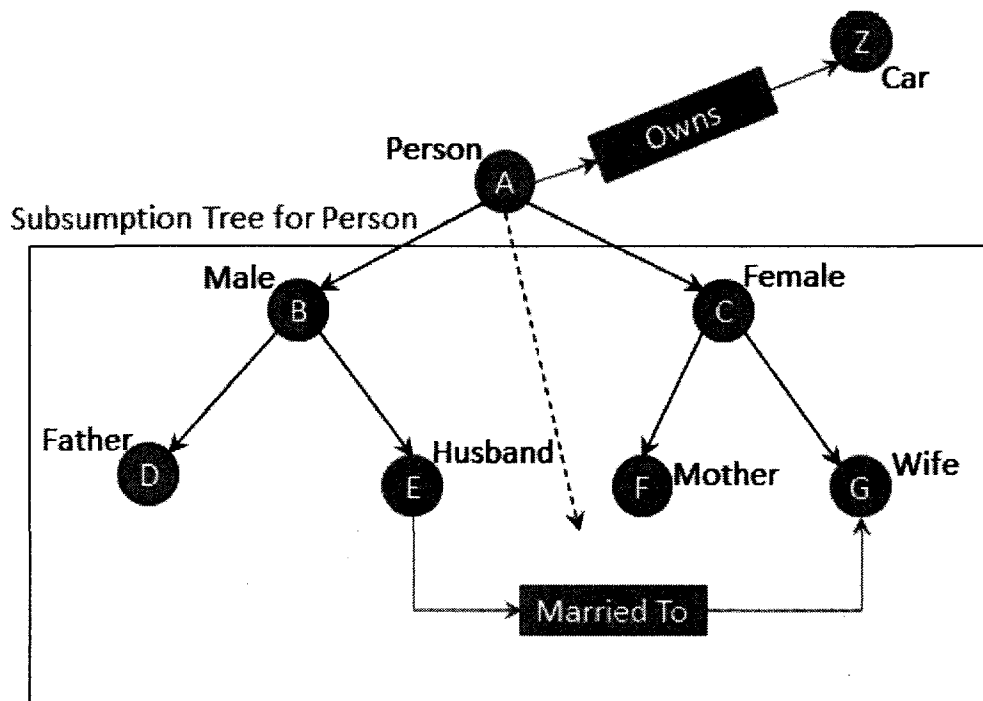 Z
Car
Owns
Person
A
Subsumption Tree for Person
Male
B
Female
C
Father
D
Husband
E
Mother
F
Wife
G
Married To